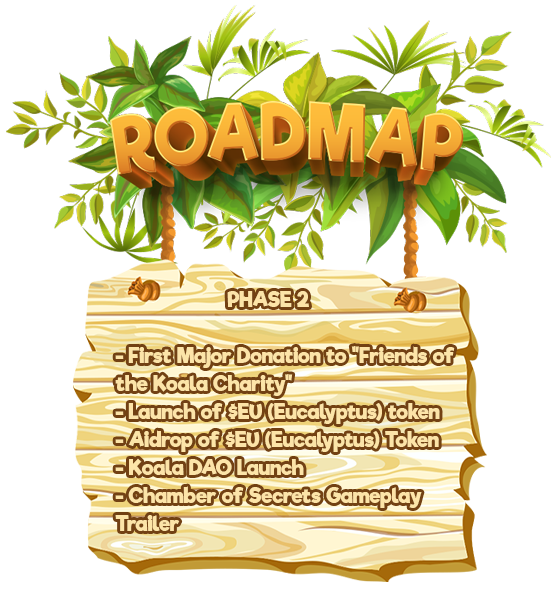 ROADMAP
PHASE 2
- First Major Donation to "Friends of
the Koala Charity"
- Launch of $EU (Eucalyptus) token
- Aidrop of $EU (Eucalyptus) Token
- Koala DAO Launch
- Chamber of Secrets Gameplay
Trailer